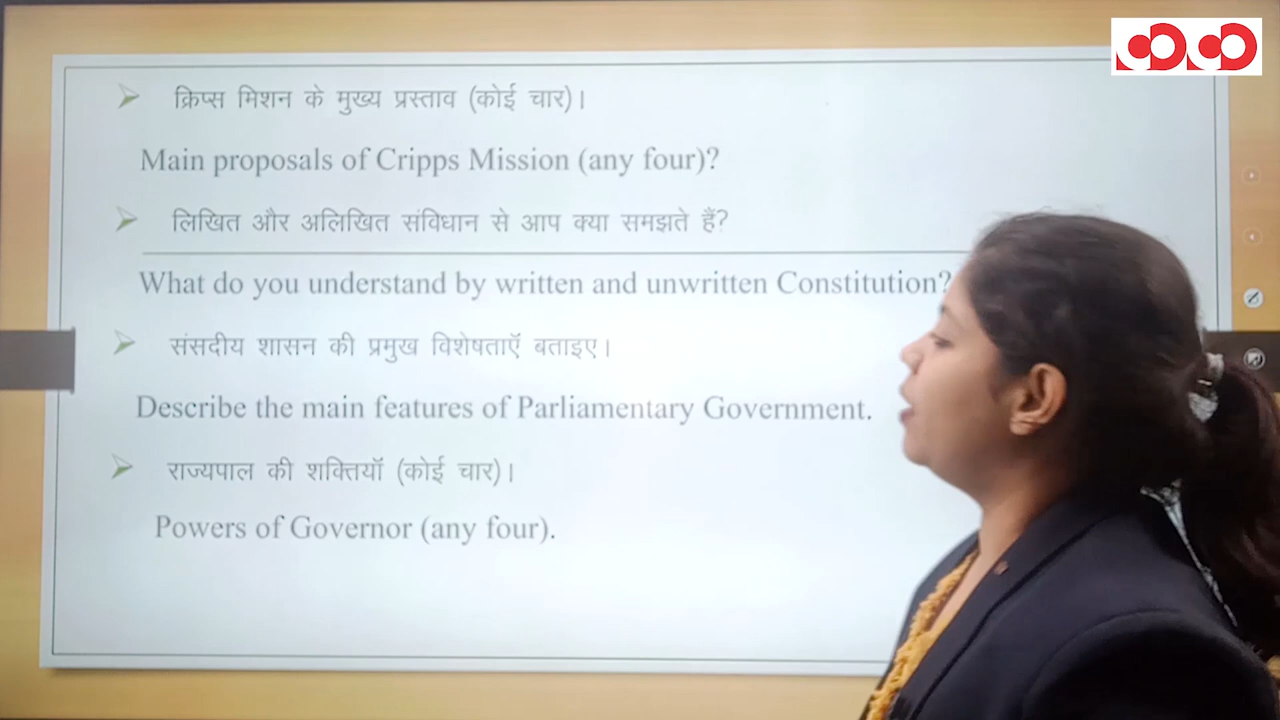 क्रिप्स मिशन के मुख्य प्रस्ताव (कोई चार)।
Main proposals of Cripps Mission (any four)?
लिखित और अलिखित संविधान से आप क्या समझते हैं?
What do you understand by written and unwritten Constitution?
संसदीय शासन की प्रमुख विशेषताऍ बताइए।
Describe the main features of Parliamentary Government.
राज्यपाल की शक्तियॉ (कोई चार)।
Powers of Governor (any four).